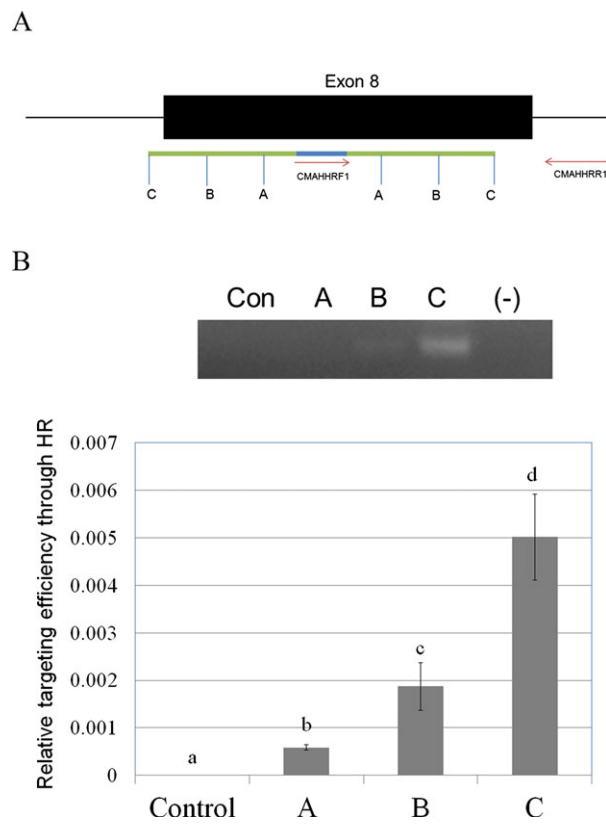 A
Exon 8
CMAHHRF1
CMAHHRR1
C B A A B C
B
Con A B C (-)
Relative targeting efficiency through HR
0.007
0.006
0.005
0.004
0.003
0.002
0.001
0
a
b
c
d
Control A B C